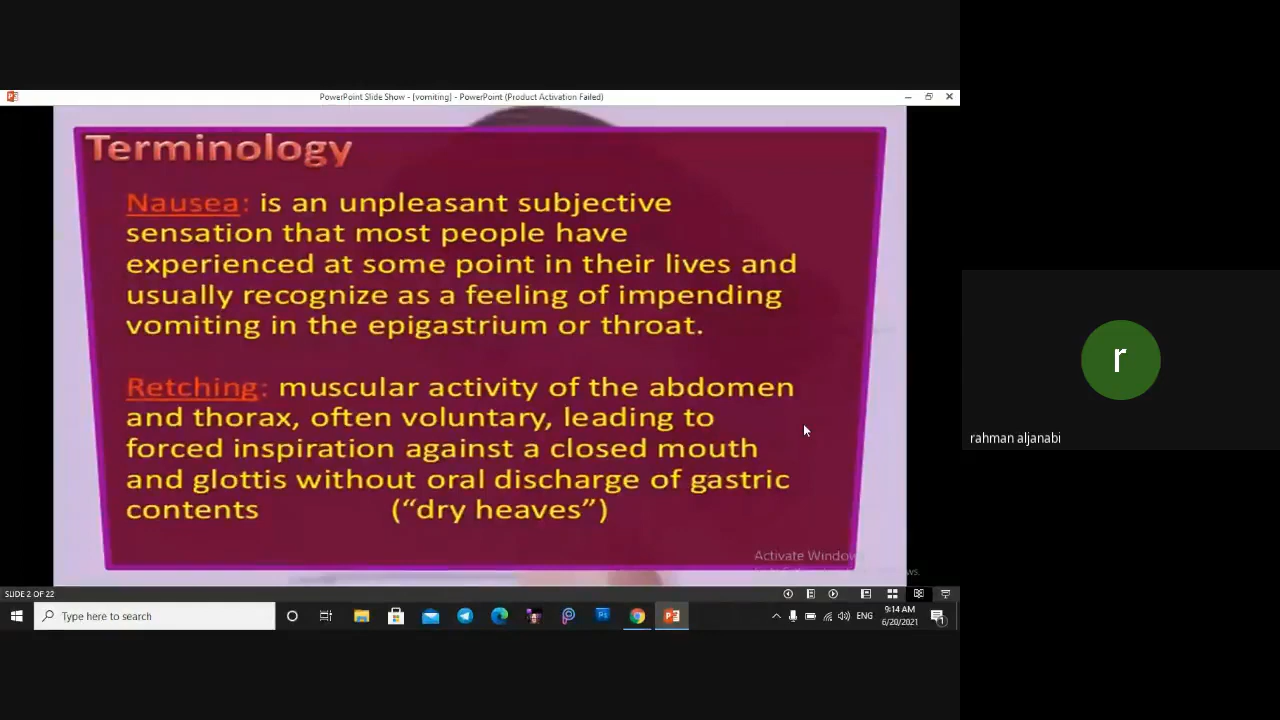 PowerPoint Slide Show - [vomiting] - PowerPoint (Product Activation Failed)
Terminology
Nausea: is an unpleasant subjective
sensation that most people have
experienced at some point in their lives and
usually recognize as a feeling of impending
vomiting in the epigastrium or throat.
Retching: muscular activity of the abdomen
and thorax, often voluntary, leading to
forced inspiration against a closed mouth
and glottis without oral discharge of gastric
contents ("dry heaves")
Activate Window
SLIDE 2 OF 22
Type here to search
ENG
9:14 AM
6/20/2021
r
rahman aljanabi